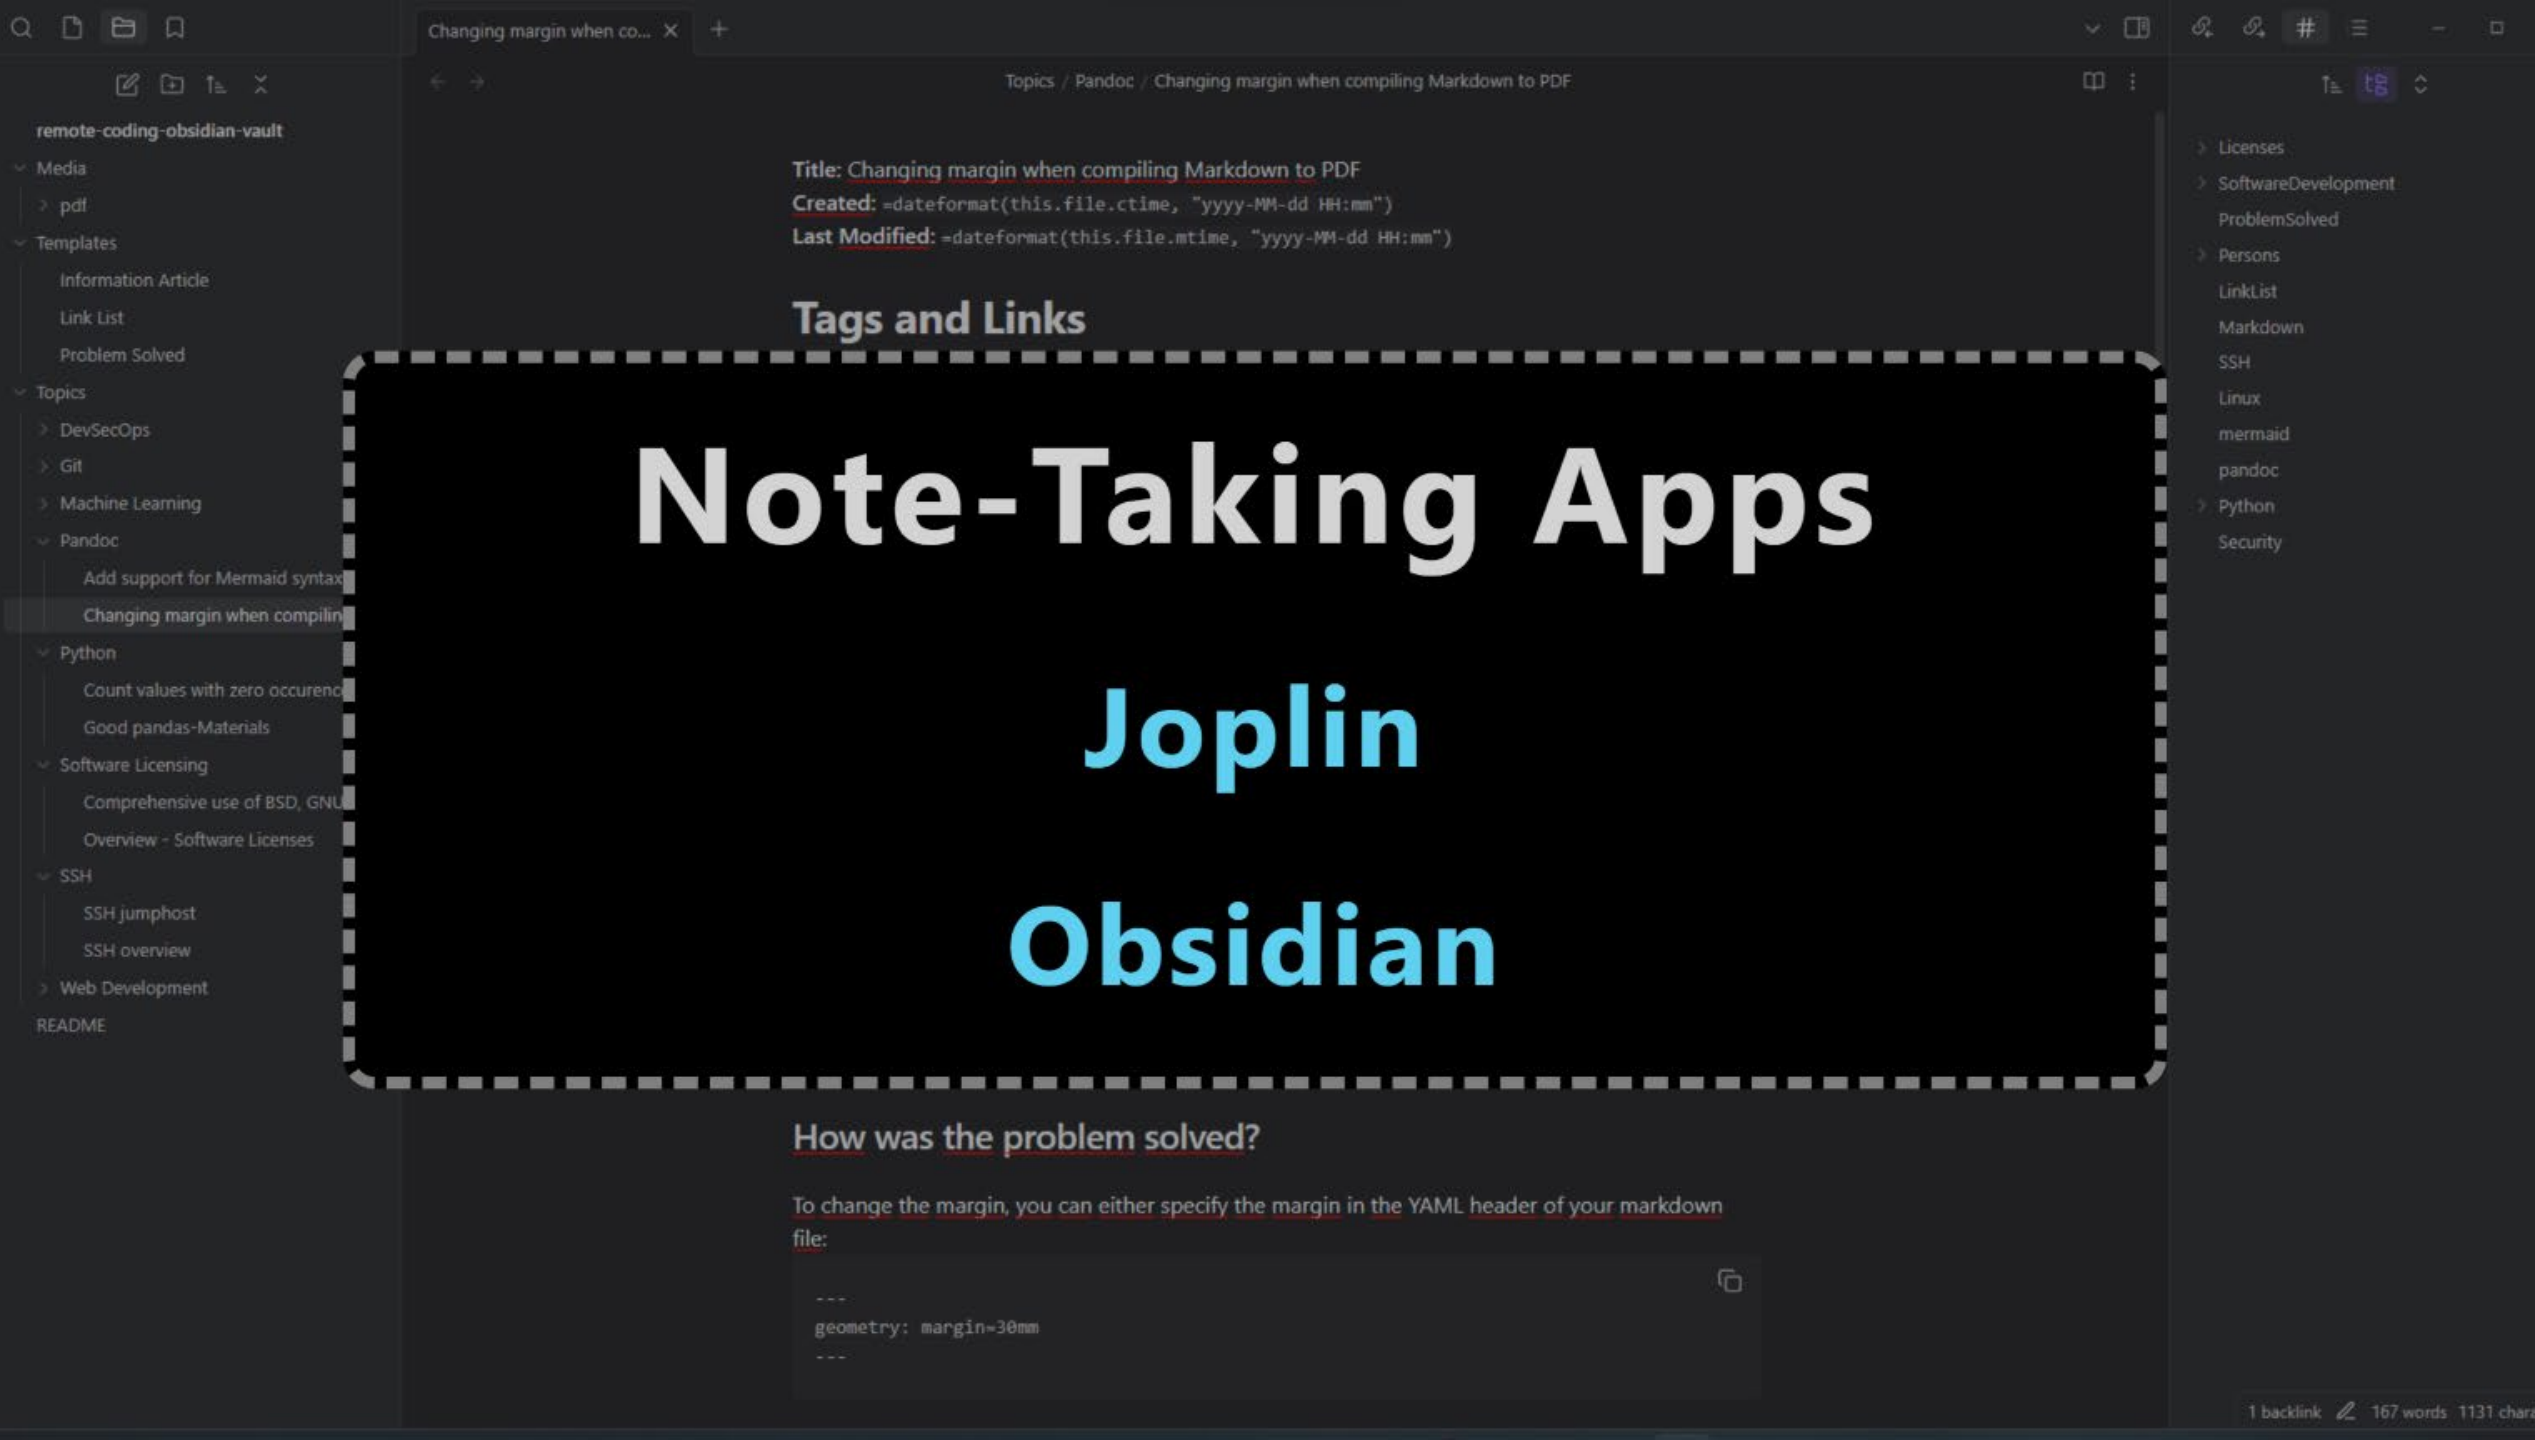 Changing margin when co...
Topics / Pandoc / Changing margin when compiling Markdown to PDF
remote-coding-obsidian-vault
Media
pdf
Templates
Information Article
Link List
Problem Solved
Topics
DevSecOps
Git
Machine Learning
Pandoc
Add support for Mermaid syntax
Changing margin when compilin
Python
Count values with zero occurenc
Good pandas-Materials
Software Licensing
Comprehensive use of BSD, GNU
Overview - Software Licenses
SSH
SSH jumphost
SSH overview
Web Development
README
Title: Changing margin when compiling Markdown to PDF
Created: =dateformat(this.file.ctime, "yyyy-MM-dd HH:mm")
Last Modified: =dateformat(this.file.mtime, "yyyy-MM-dd HH:mm")
Tags and Links
Note-Taking Apps
Joplin
Obsidian
How was the problem solved?
To change the margin, you can either specify the margin in the YAML header of your markdown
file:
---
geometry: margin=30mm
---
Licenses
SoftwareDevelopment
ProblemSolved
Persons
LinkList
Markdown
SSH
Linux
mermaid
pandoc
Python
Security
1 backlink 167 words 1131 chara